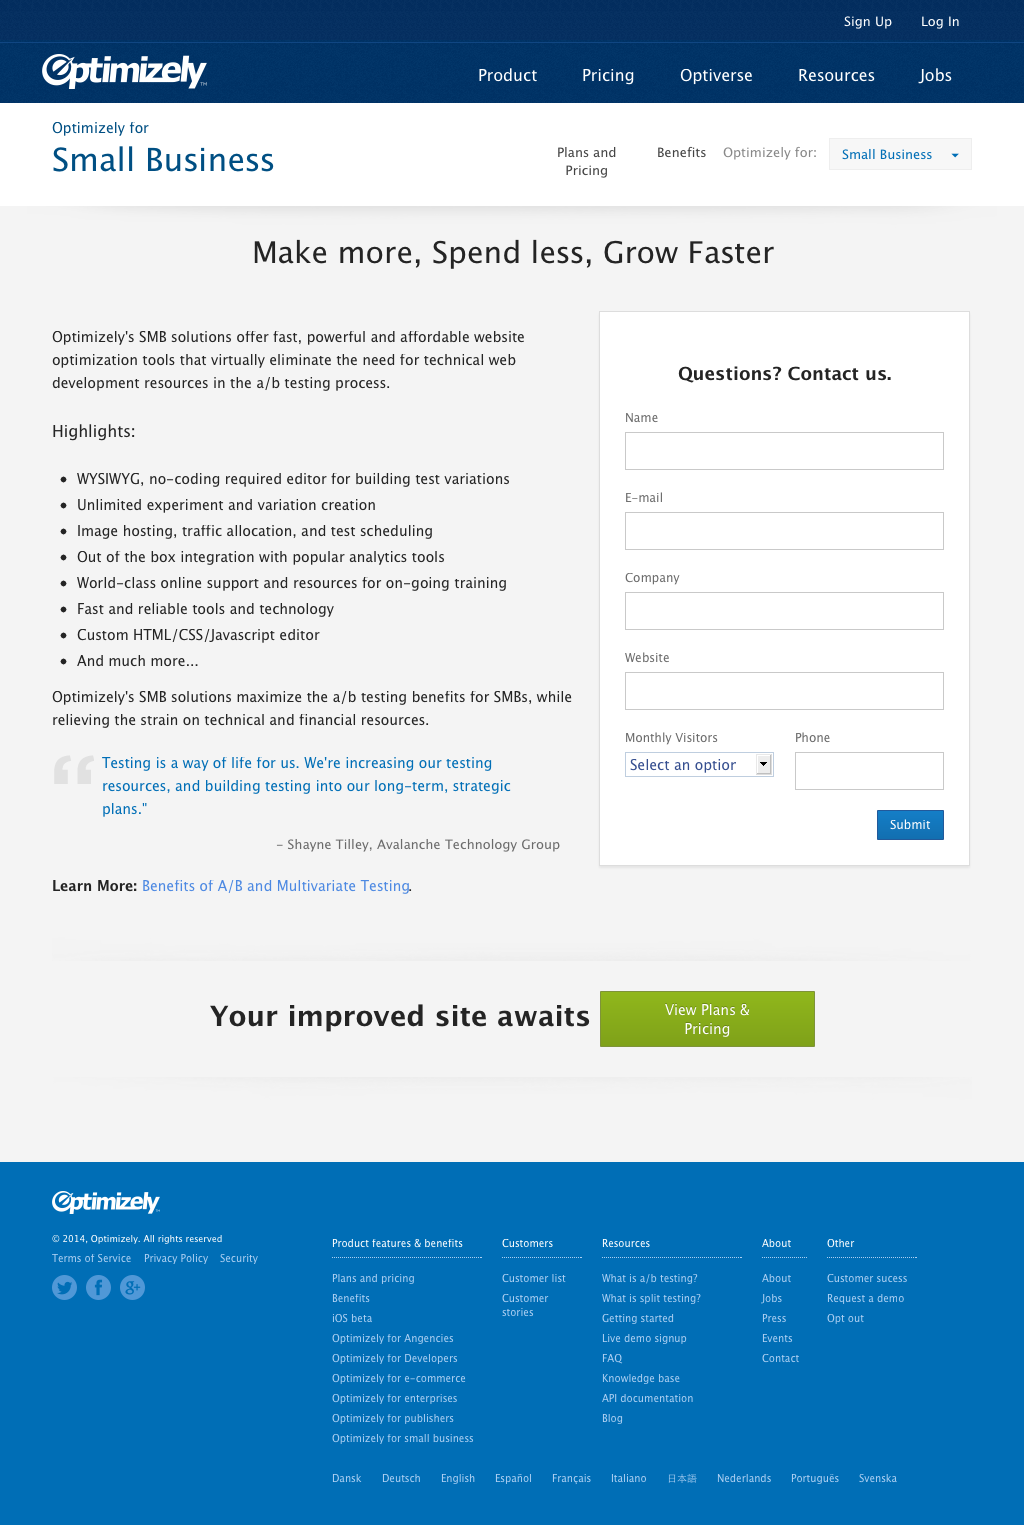 Sign Up Log In
Optimizely™ Product Pricing Optiverse Resources Jobs
Optimizely for
Small Business
Plans and
Pricing
Benefits Optimizely for: Small Business
Make more, Spend less, Grow Faster
Optimizely's SMB solutions offer fast, powerful and affordable website
optimization tools that virtually eliminate the need for technical web
development resources in the a/b testing process.
Highlights:
• WYSIWYG, no-coding required editor for building test variations
• Unlimited experiment and variation creation
• Image hosting, traffic allocation, and test scheduling
• Out of the box integration with popular analytics tools
• World-class online support and resources for on-going training
• Fast and reliable tools and technology
• Custom HTML/CSS/Javascript editor
• And much more...
Optimizely's SMB solutions maximize the a/b testing benefits for SMBs, while
relieving the strain on technical and financial resources.
“Testing is a way of life for us. We're increasing our testing
resources, and building testing into our long-term, strategic
plans."
- Shayne Tilley, Avalanche Technology Group
Learn More: Benefits of A/B and Multivariate Testing.
Questions? Contact us.
Name
E-mail
Company
Website
Monthly Visitors Phone
Select an option
Submit
Your improved site awaits
View Plans &
Pricing
Optimizely
© 2014, Optimizely. All rights reserved
Terms of Service Privacy Policy Security
Product features & benefits
Plans and pricing
Benefits
iOS beta
Optimizely for Angencies
Optimizely for Developers
Optimizely for e-commerce
Optimizely for enterprises
Optimizely for publishers
Optimizely for small business
Customers
Customer list
Customer
stories
Resources
What is a/b testing?
What is split testing?
Getting started
Live demo signup
FAQ
Knowledge base
API documentation
Blog
About
About
Jobs
Press
Events
Contact
Other
Customer sucess
Request a demo
Opt out
Dansk Deutsch English Español Français Italiano 日本語 Nederlands Português Svenska